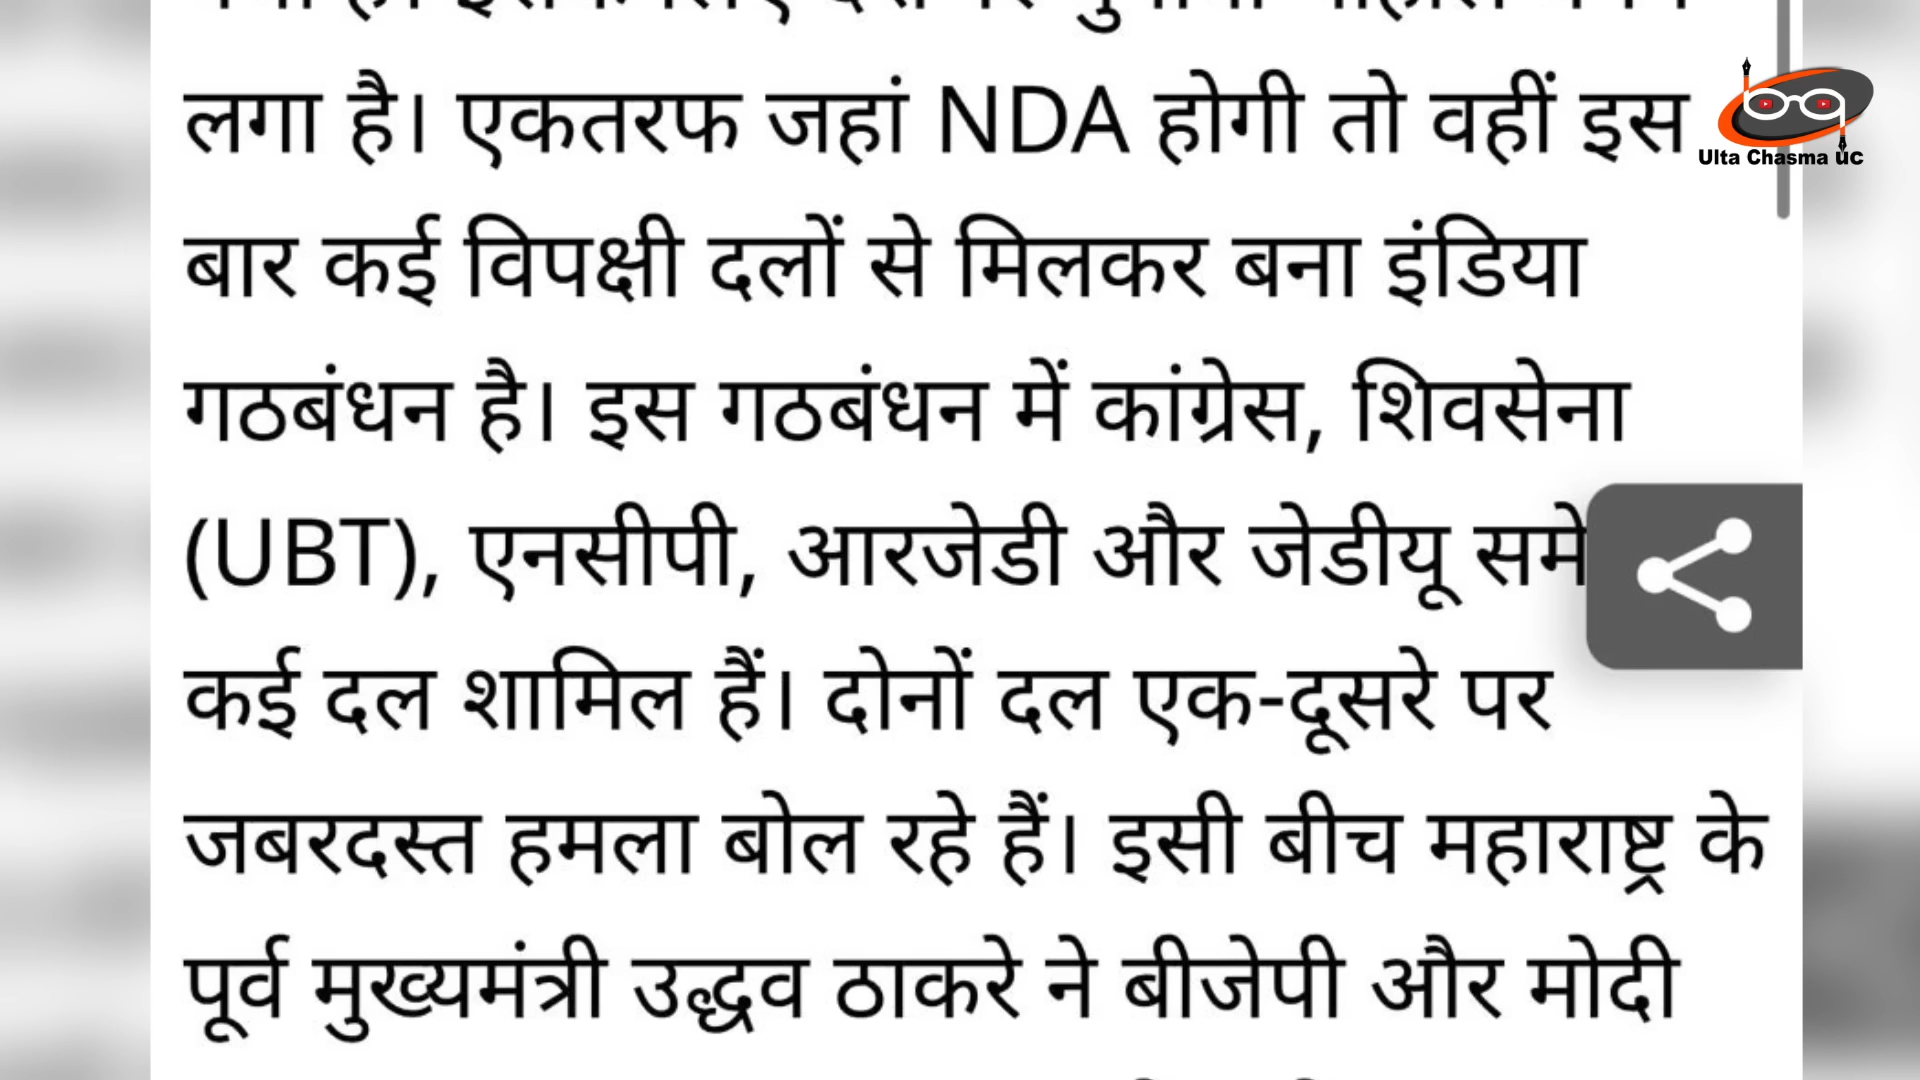 लगा है। एकतरफ जहां NDA होगी तो वहीं इस
Ulta Chasma uc
बार कई विपक्षी दलों से मिलकर बना इंडिया
गठबंधन है। इस गठबंधन में कांग्रेस, शिवसेना
(UBT), एनसीपी, आरजेडी और जेडीयू समे
कई दल शामिल हैं। दोनों दल एक-दूसरे पर
जबरदस्त हमला बोल रहे हैं। इसी बीच महाराष्ट्र के
पूर्व मुख्यमंत्री उद्धव ठाकरे ने बीजेपी और मोदी